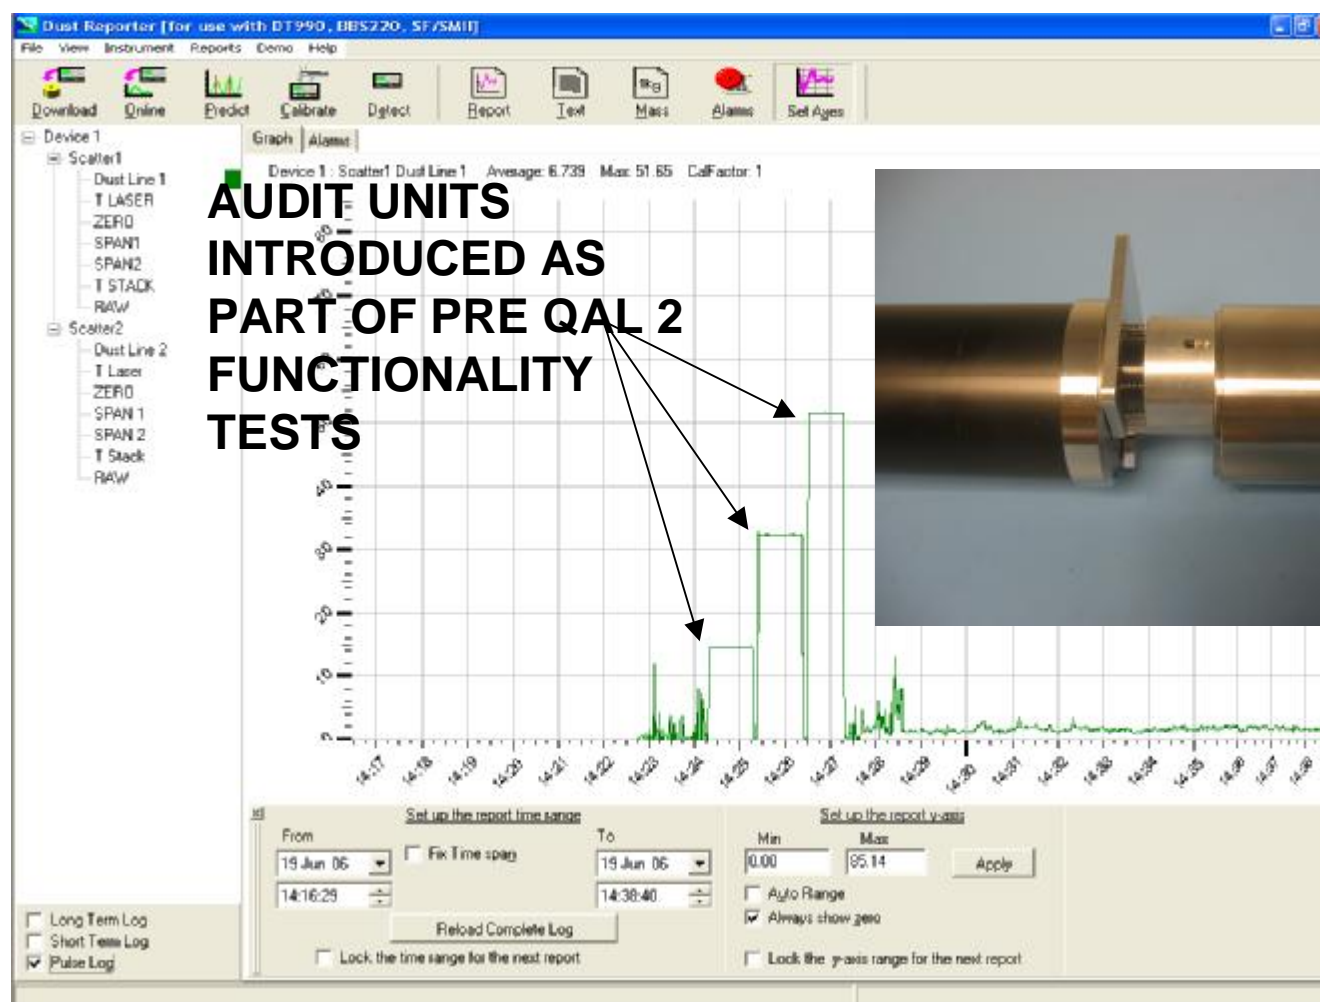 Dust Reporter [for use with DT990, BBS220, SF/SMII]
File View Instrument Reports Demo Help
Download Online Predict Calibrate Detect Report Text Mass Alarms Set Axes
Device 1
Scatter1
Dust Line 1
T LASER
ZERO
SPAN1
SPAN2
T STACK
RAW
Scatter2
Dust Line 2
T Laser
ZERO
SPAN 1
SPAN 2
T Stack
RAW
Long Term Log
Short Term Log
Pulse Log
Graph Alarms
Device 1 : Scatter1 Dust Line 1 Average: 6.739 Max: 51.65 CalFactor: 1
AUDIT UNITS
INTRODUCED AS
PART OF PRE QAL 2
FUNCTIONALITY
TESTS
80
40
30
20
10
0
14:17 14:18 14:19 14:20 14:21 14:22 14:23 14:24 14:25 14:26 14:27 14:28 14:29 14:30 14:31 14:32 14:33 14:34 14:35 14:36 14:37 14:38
Set up the report time range
From To
Fix Time span
19 Jun 06 19 Jun 06
14:16:29 14:38:40
Reload Complete Log
Lock the time range for the next report
Set up the report y-axis
Min Max
0.00 85.14 Apply
Auto Range
Always show zero
Lock the y-axis range for the next report